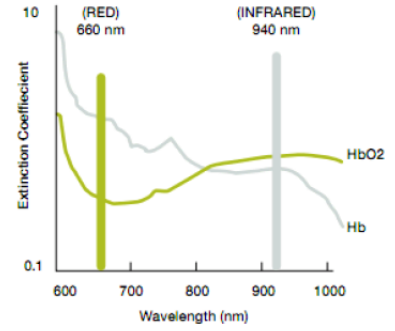 10
(RED)
660 nm
(INFRARED)
940 nm
Extinction Coeffiecient
HbO2
Hb
0.1
600 700 800 900 1000
Wavelength (nm)